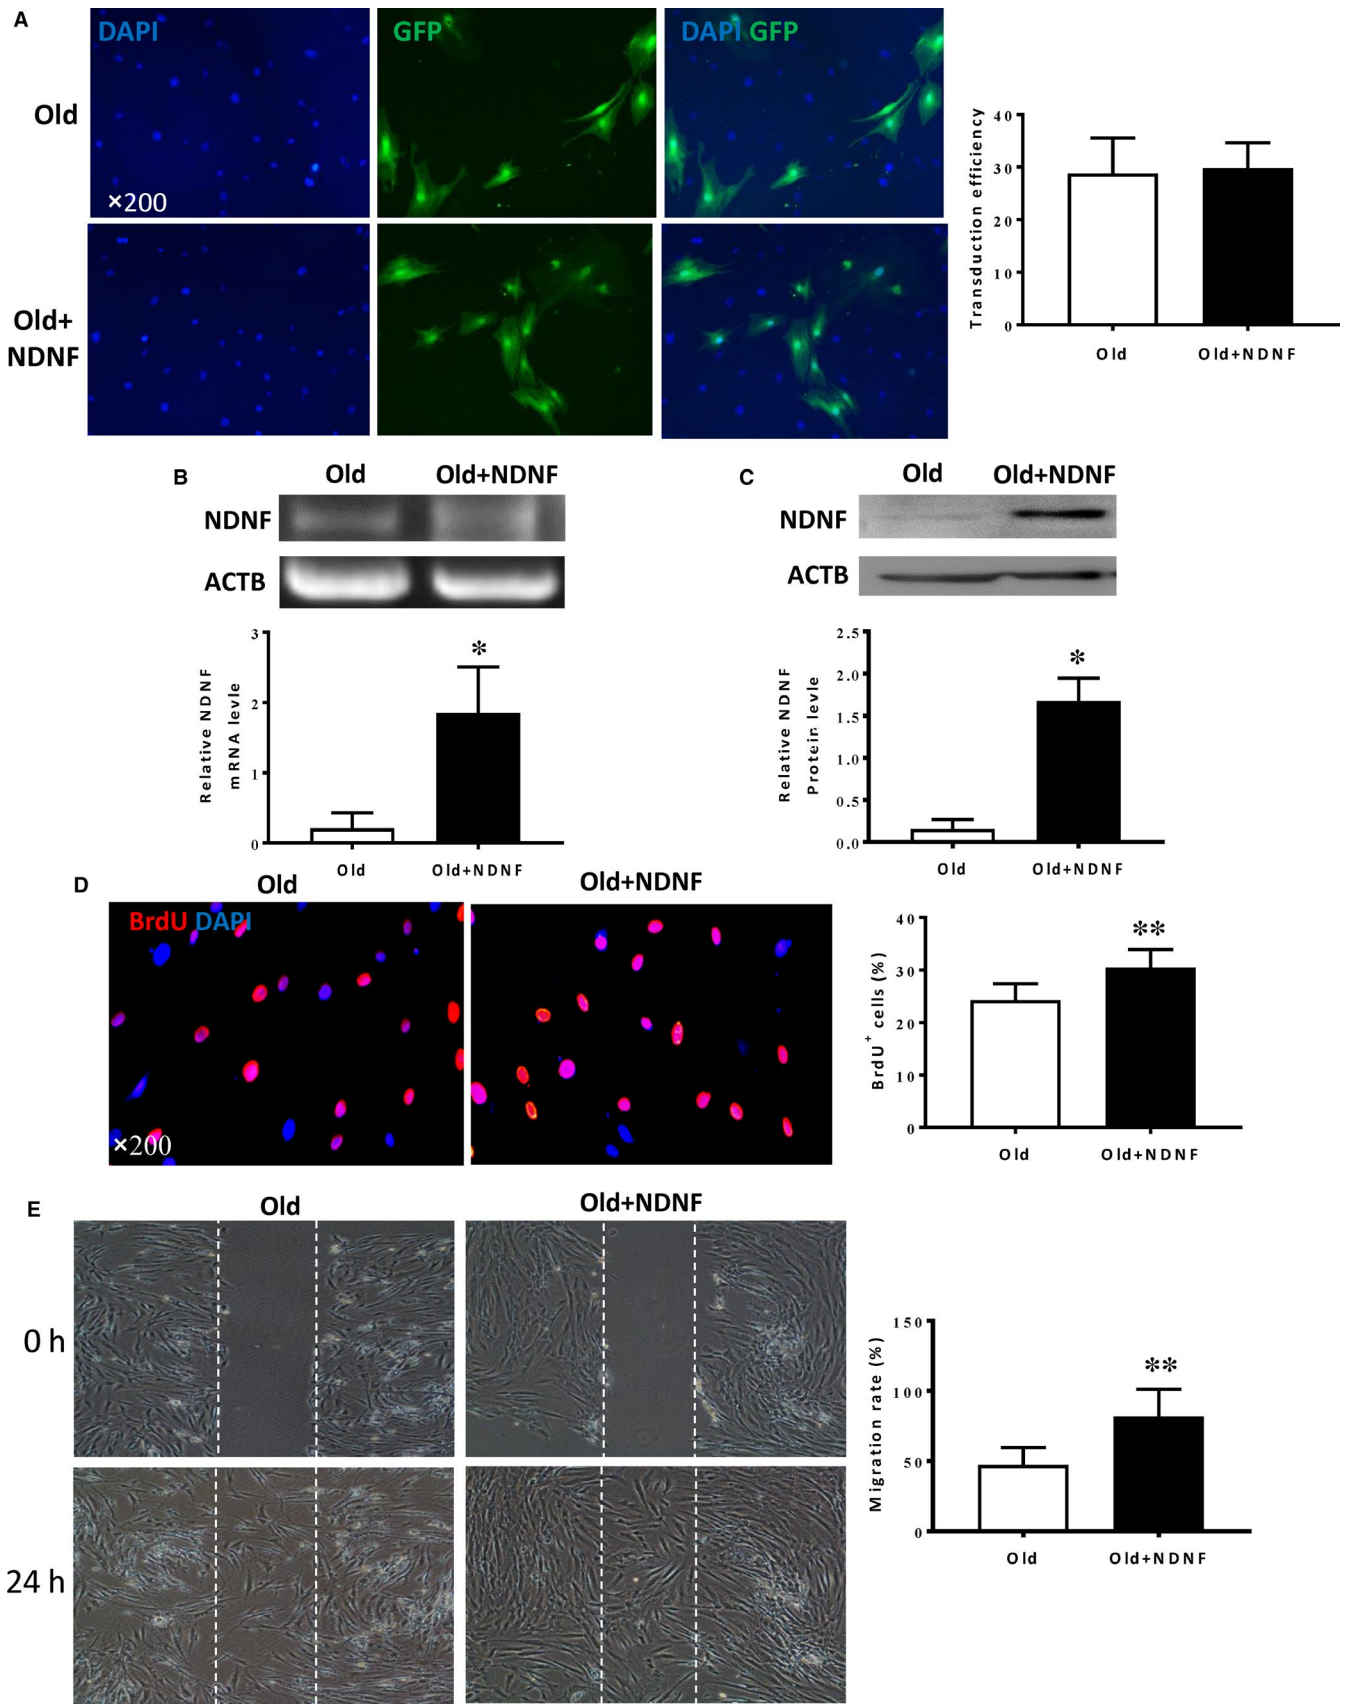 A
DAPI
GFP
DAPI GFP
Old
×200
Old+
NDNF
Transduction efficiency
40
30
20
10
0
Old
Old+NDNF
B
Old
Old+NDNF
NDNF
ACTB
Relative NDNF
mRNA levle
3
2
1
0
*
Old
Old+NDNF
C
Old
Old+NDNF
NDNF
ACTB
Relative NDNF
Protein levle
2.5
2.0
1.5
1.0
0.5
0.0
*
Old
Old+NDNF
D
Old
Old+NDNF
BrdU DAPI
×200
BrdU+ cells (%)
40
30
20
10
0
**
Old
Old+NDNF
E
Old
Old+NDNF
0 h
24 h
Migration rate (%)
150
100
50
0
**
Old
Old+NDNF